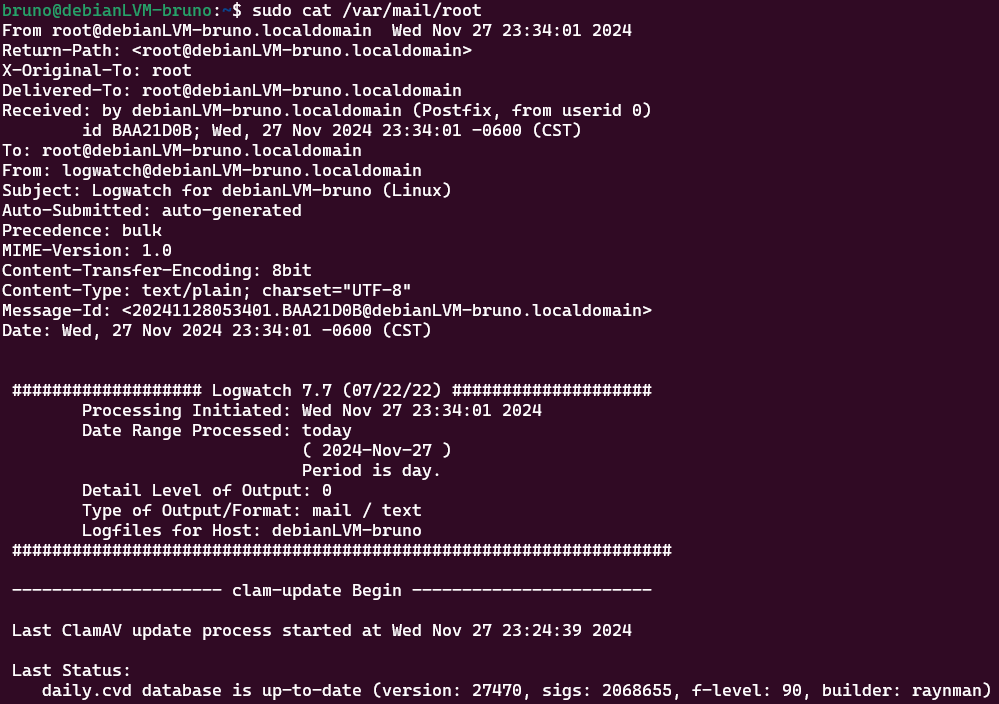 bruno@debianLVM-bruno:~$ sudo cat /var/mail/root
From root@debianLVM-bruno.localdomain  Wed Nov 27 23:34:01 2024
Return-Path: <root@debianLVM-bruno.localdomain>
X-Original-To: root
Delivered-To: root@debianLVM-bruno.localdomain
Received: by debianLVM-bruno.localdomain (Postfix, from userid 0)
        id BAA21D0B; Wed, 27 Nov 2024 23:34:01 -0600 (CST)
To: root@debianLVM-bruno.localdomain
From: logwatch@debianLVM-bruno.localdomain
Subject: Logwatch for debianLVM-bruno (Linux)
Auto-Submitted: auto-generated
Precedence: bulk
MIME-Version: 1.0
Content-Transfer-Encoding: 8bit
Content-Type: text/plain; charset="UTF-8"
Message-Id: <20241128053401.BAA21D0B@debianLVM-bruno.localdomain>
Date: Wed, 27 Nov 2024 23:34:01 -0600 (CST)

 ################### Logwatch 7.7 (07/22/22) ####################
        Processing Initiated: Wed Nov 27 23:34:01 2024
        Date Range Processed: today
                              ( 2024-Nov-27 )
                              Period is day.
        Detail Level of Output: 0
        Type of Output/Format: mail / text
        Logfiles for Host: debianLVM-bruno
 ##################################################################

 --------------------- clam-update Begin ------------------------

 Last ClamAV update process started at Wed Nov 27 23:24:39 2024

 Last Status:
    daily.cvd database is up-to-date (version: 27470, sigs: 2068655, f-level: 90, builder: raynman)